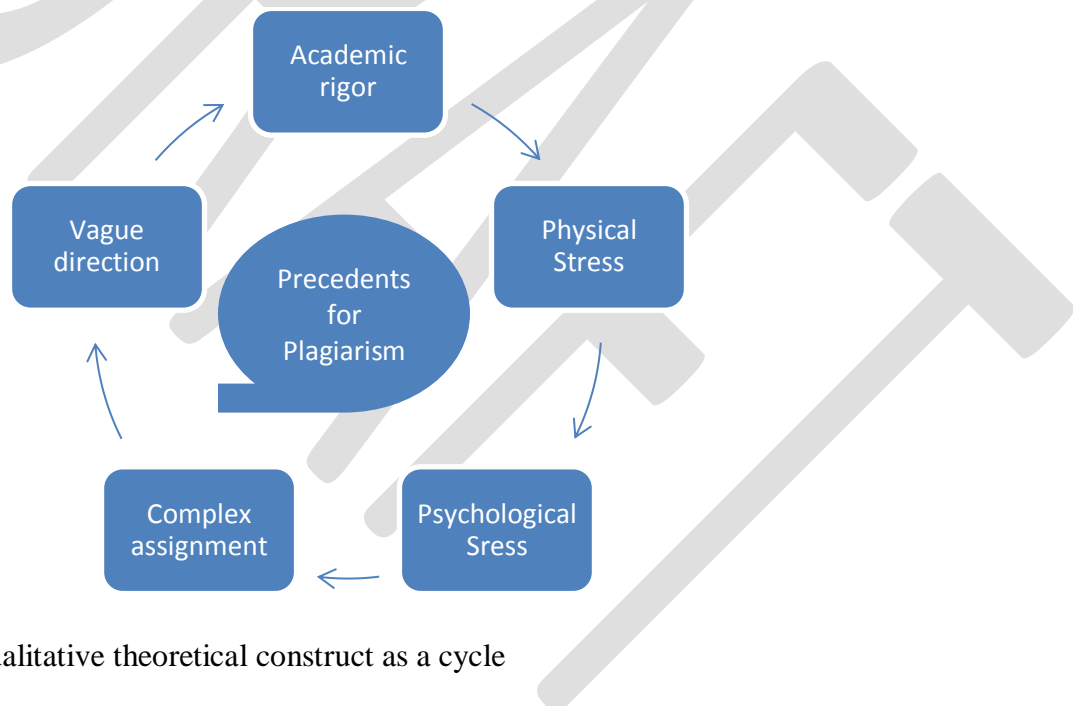 Academic
rigor
Physical
Stress
Psychological
Sress
Complex
assignment
Vague
direction
Precedents
for
Plagiarism
alitative theoretical construct as a cycle